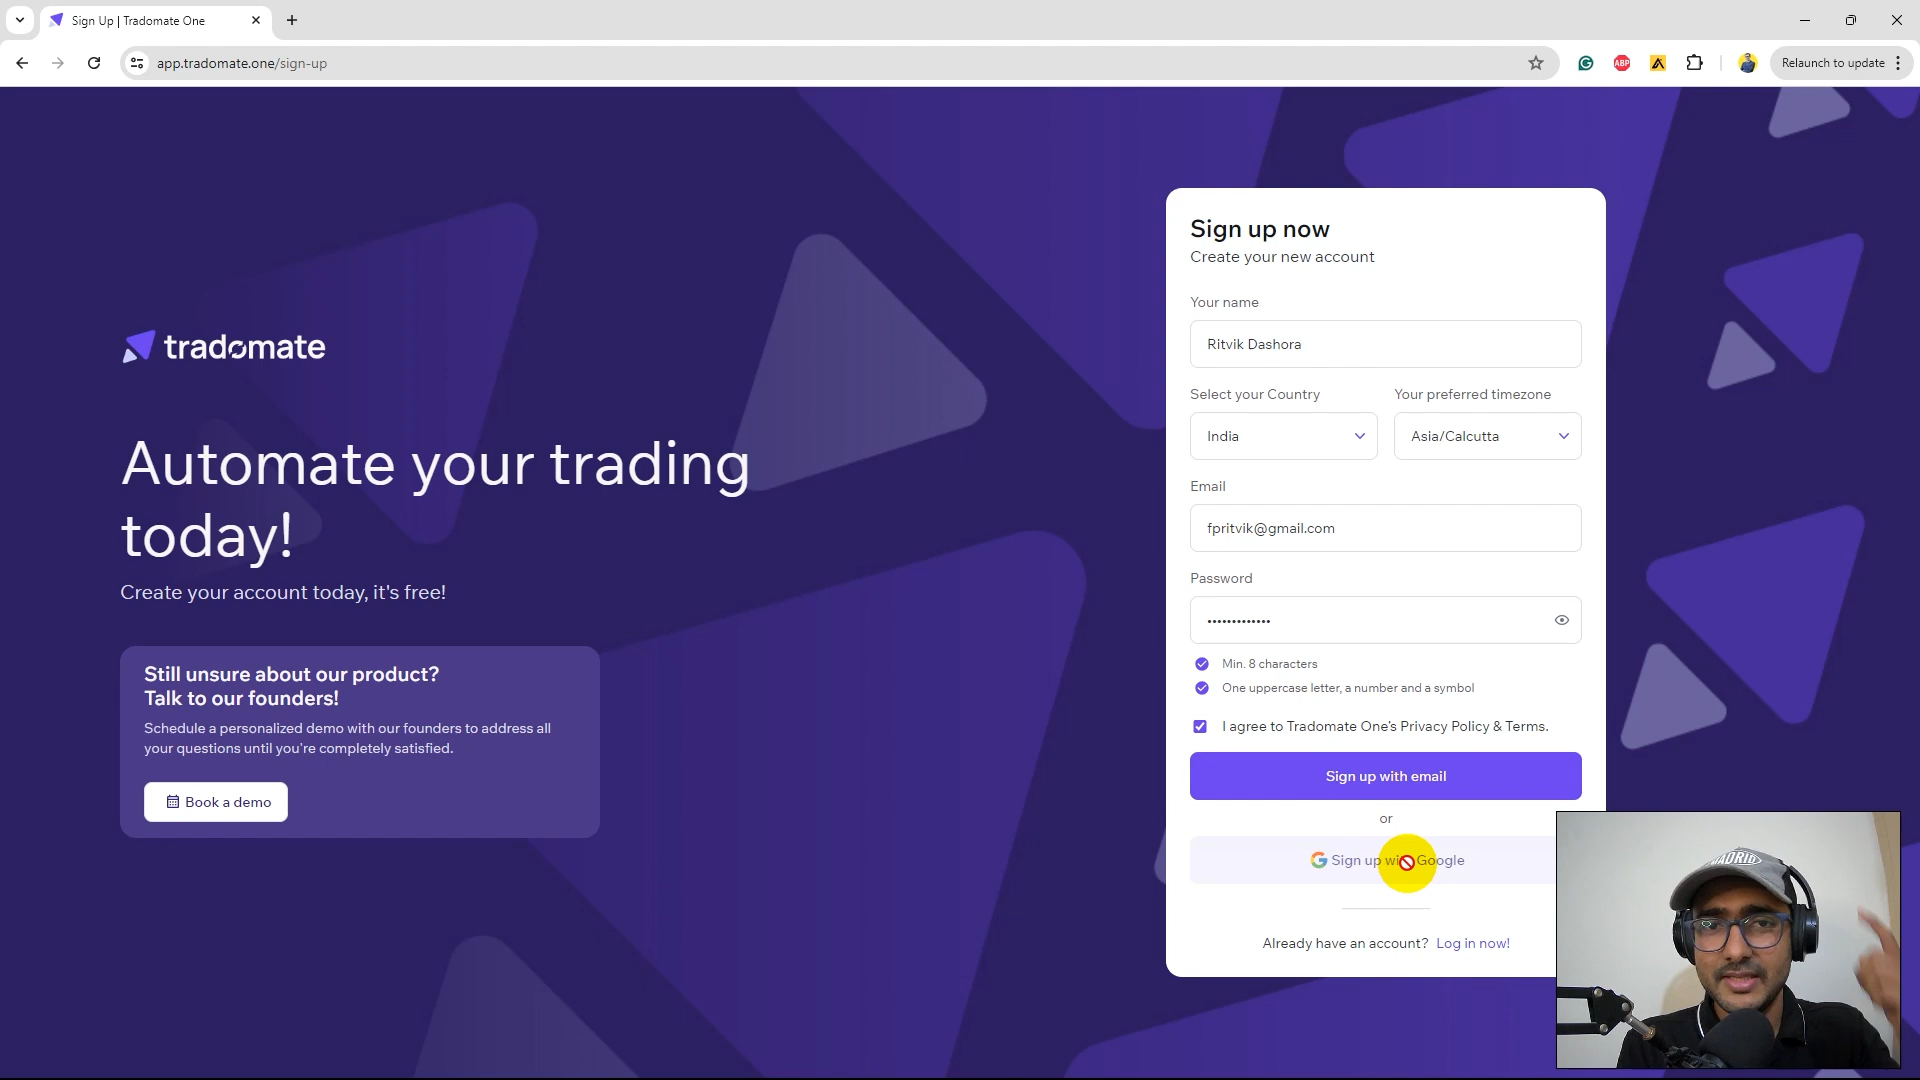 Sign Up | Tradomate One
app.tradomate.one/sign-up
ABP
Relaunch to update
tradomate
Automate your trading
today!
Create your account today, it's free!
Still unsure about our product?
Talk to our founders!
Schedule a personalized demo with our founders to address all
your questions until you're completely satisfied.
Book a demo
Sign up now
Create your new account
Your name
Ritvik Dashora
Select your Country
Your preferred timezone
India
Asia/Calcutta
Email
fpritvik@gmail.com
Password
•••••••••••••
Min. 8 characters
One uppercase letter, a number and a symbol
I agree to Tradomate One's Privacy Policy & Terms.
Sign up with email
or
Sign up with Google
Already have an account? Log in now!
MADRID